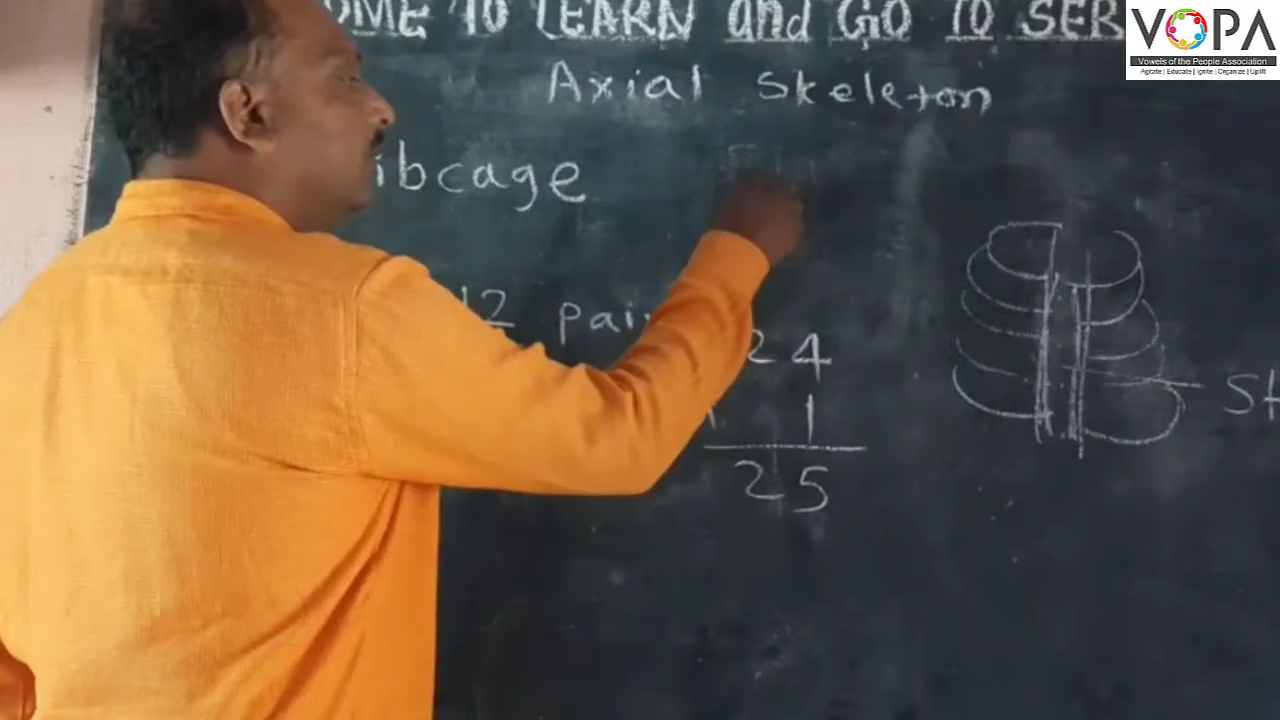 OME TO LEARN and GO TO SER
VOPA
Vowels of the People Association
Agitate | Educate | Ignite | Organize | Uplift
Axial Skeleton
ibcage
12 pai
24
1
25
St